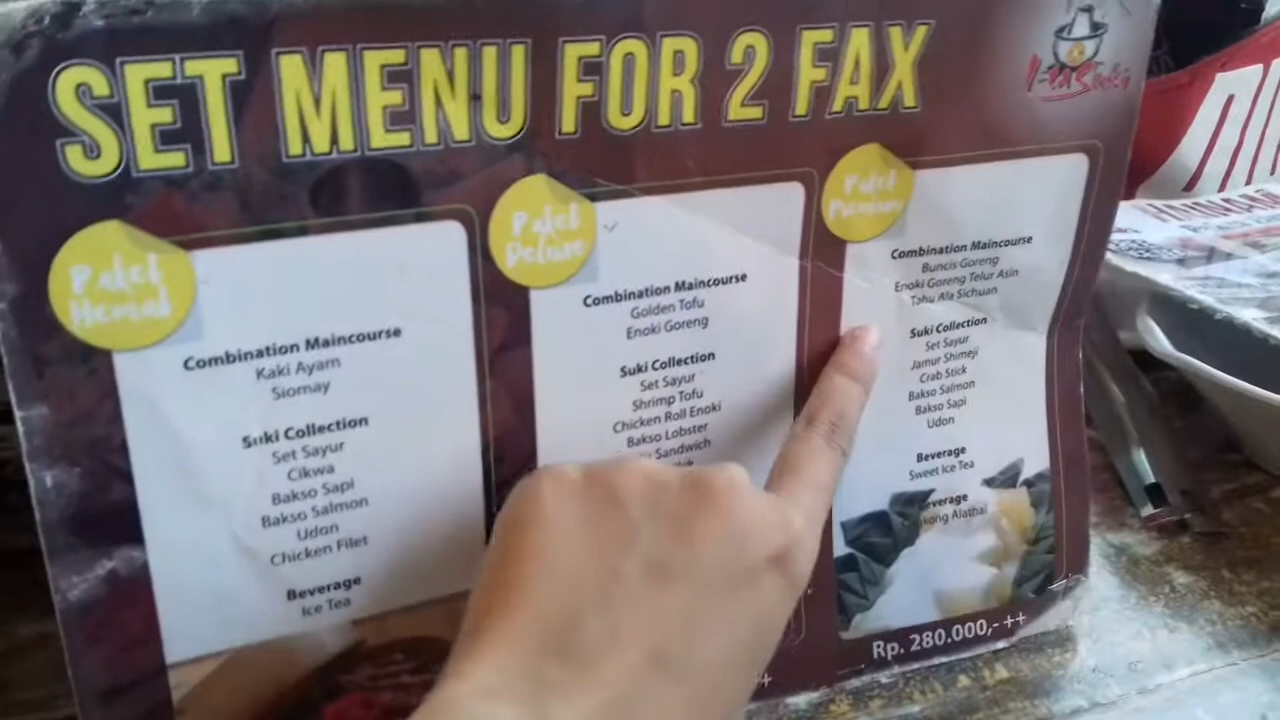 SET MENU FOR 2 FAX
I-ta Suki
Paket
Hemat
Combination Maincourse
Kaki Ayam
Siomay
Suki Collection
Set Sayur
Cikwa
Bakso Sapi
Bakso Salmon
Udon
Chicken Filet
Beverage
Ice Tea
Paket
Deluxe
Combination Maincourse
Golden Tofu
Enoki Goreng
Suki Collection
Set Sayur
Shrimp Tofu
Chicken Roll Enoki
Bakso Lobster
Sandwich
Paket
Premium
Combination Maincourse
Buncis Goreng
Enoki Goreng Telur Asin
Tahu Ala Sichuan
Suki Collection
Set Sayur
Jamur Shimeji
Crab Stick
Bakso Salmon
Bakso Sapi
Udon
Beverage
Sweet Ice Tea
Beverage
Alathai
Rp. 280.000,- ++